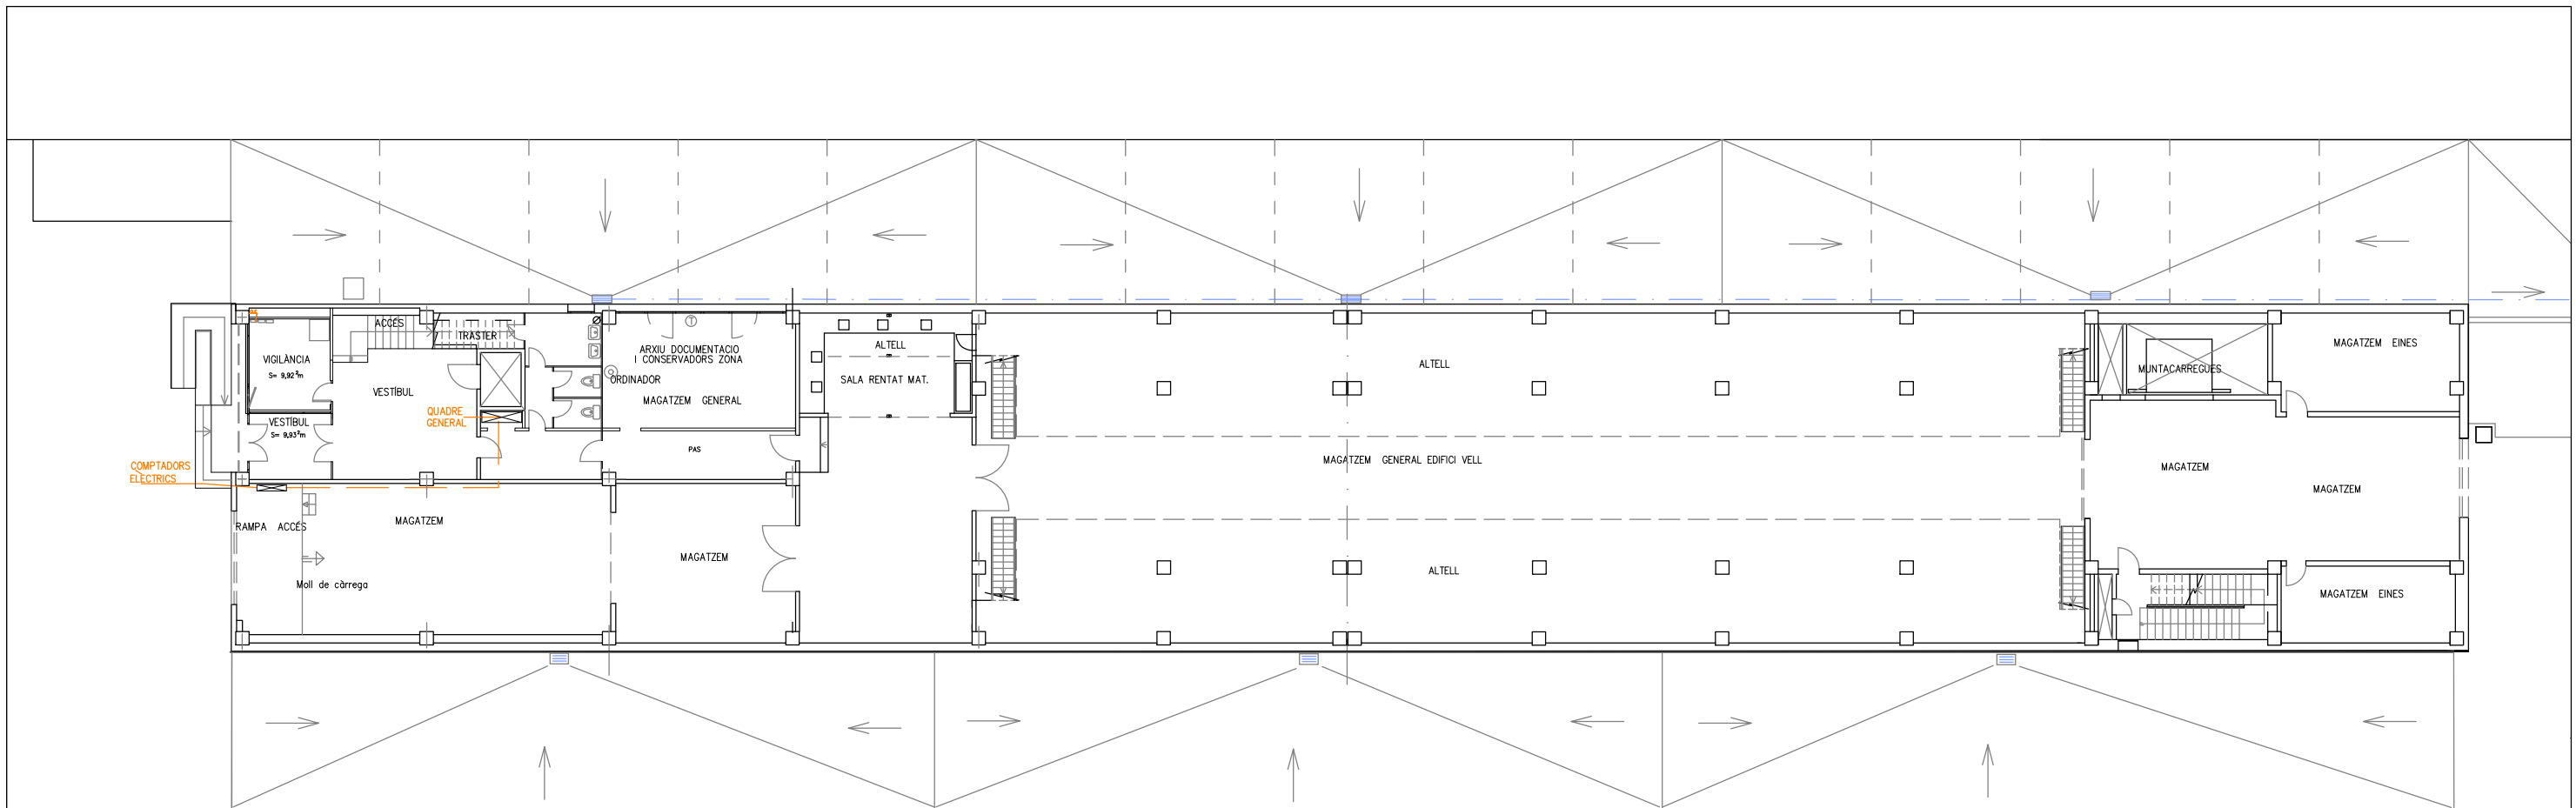 ACCÉS
TRASTER
VIGILÀNCIA
S= 9,92 ²m
VESTÍBUL
VESTÍBUL
S= 9,93²m
QUADRE
GENERAL
COMPTADORS
ELÈCTRICS
ARXIU DOCUMENTACIO
I CONSERVADORS ZONA
ORDINADOR
MAGATZEM GENERAL
PAS
ALTELL
SALA RENTAT MAT.
ALTELL
MAGATZEM GENERAL EDIFICI VELL
ALTELL
MUNTACARREGUES
MAGATZEM EINES
MAGATZEM
MAGATZEM
MAGATZEM EINES
RAMPA ACCÉS
MAGATZEM
MAGATZEM
Moll de càrrega